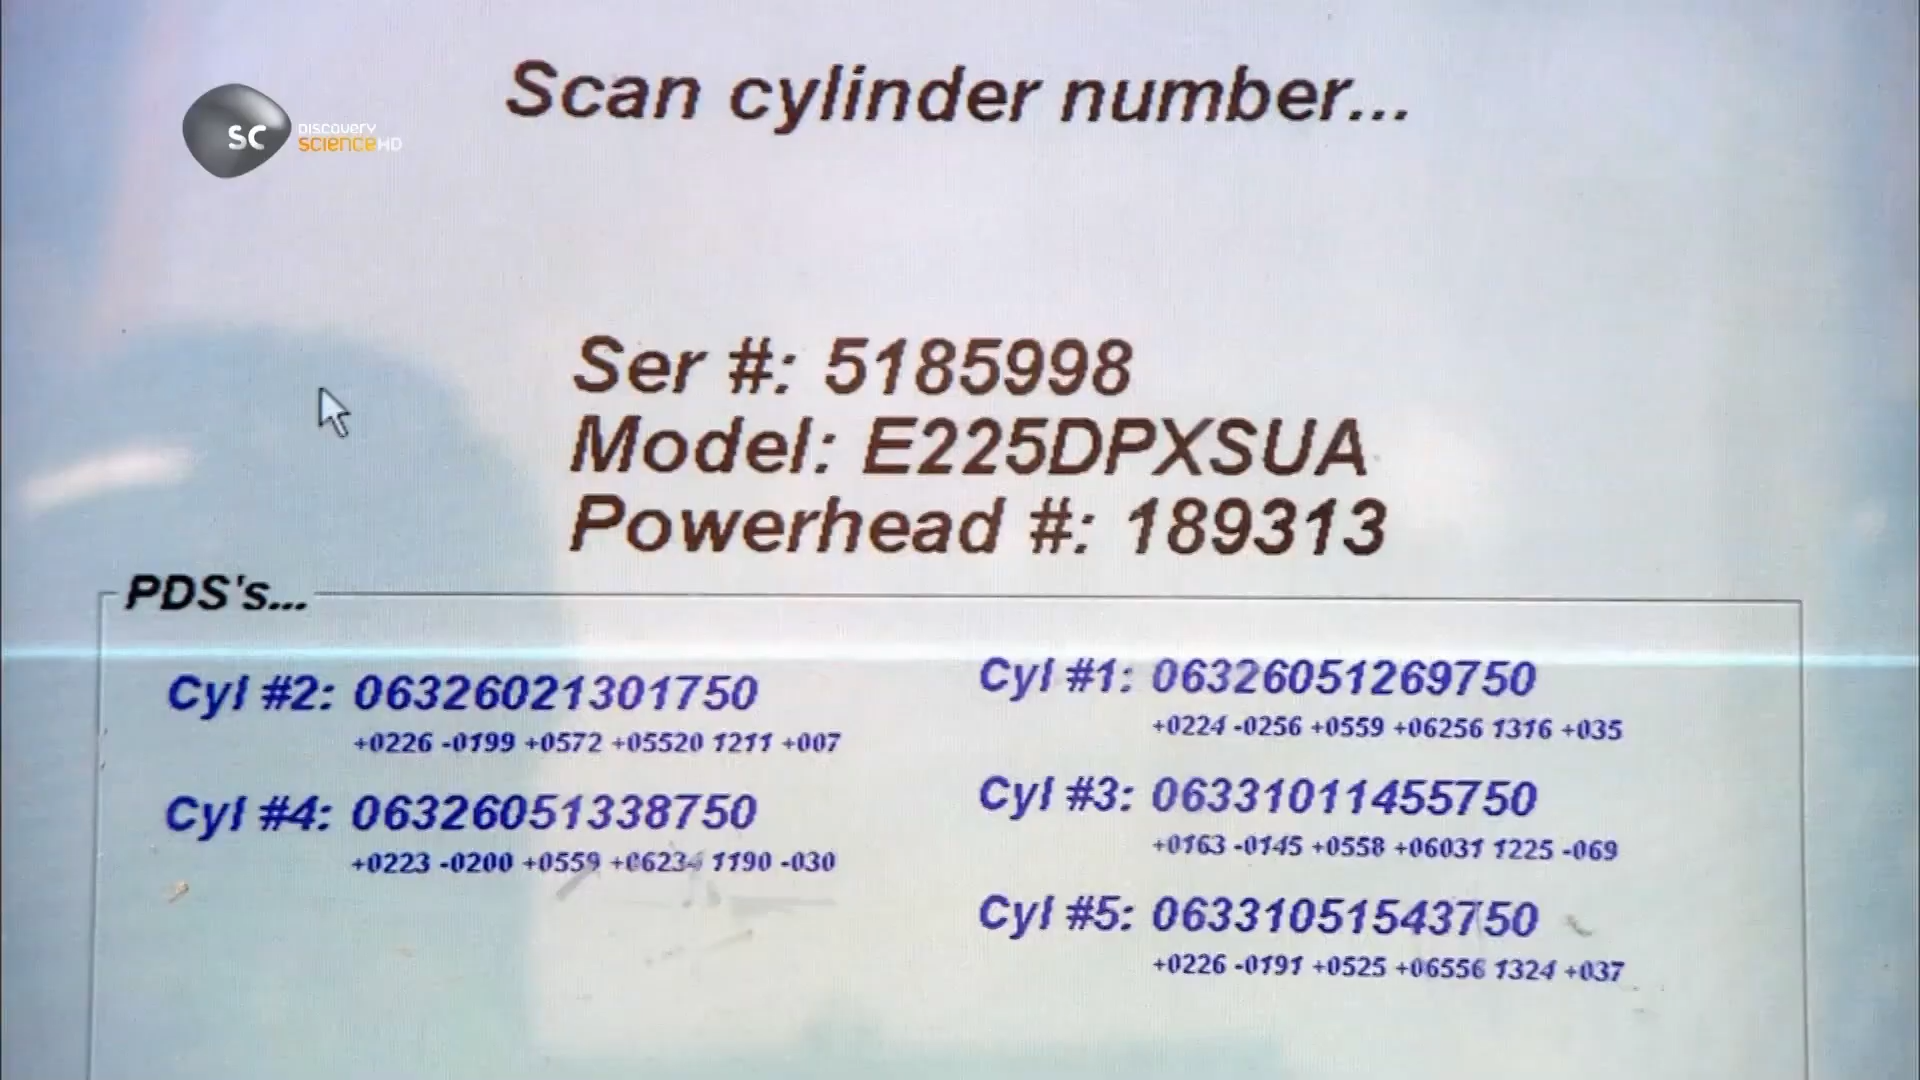 Scan cylinder number...
SC
DISCOVERY
SCIENCE HD
Ser #: 5185998
Model: E225DPXSUA
Powerhead #: 189313
PDS's...
Cyl #2: 06326021301750
+0226 -0199 +0572 +05520 1211 +007
Cyl #4: 06326051338750
+0223 -0200 +0559 +06234 1190 -030
Cyl #1: 06326051269750
+0224 -0256 +0559 +06256 1316 +035
Cyl #3: 06331011455750
+0163 -0145 +0558 +06031 1225 -069
Cyl #5: 06331051543750
+0226 -0191 +0525 +06556 1324 +037